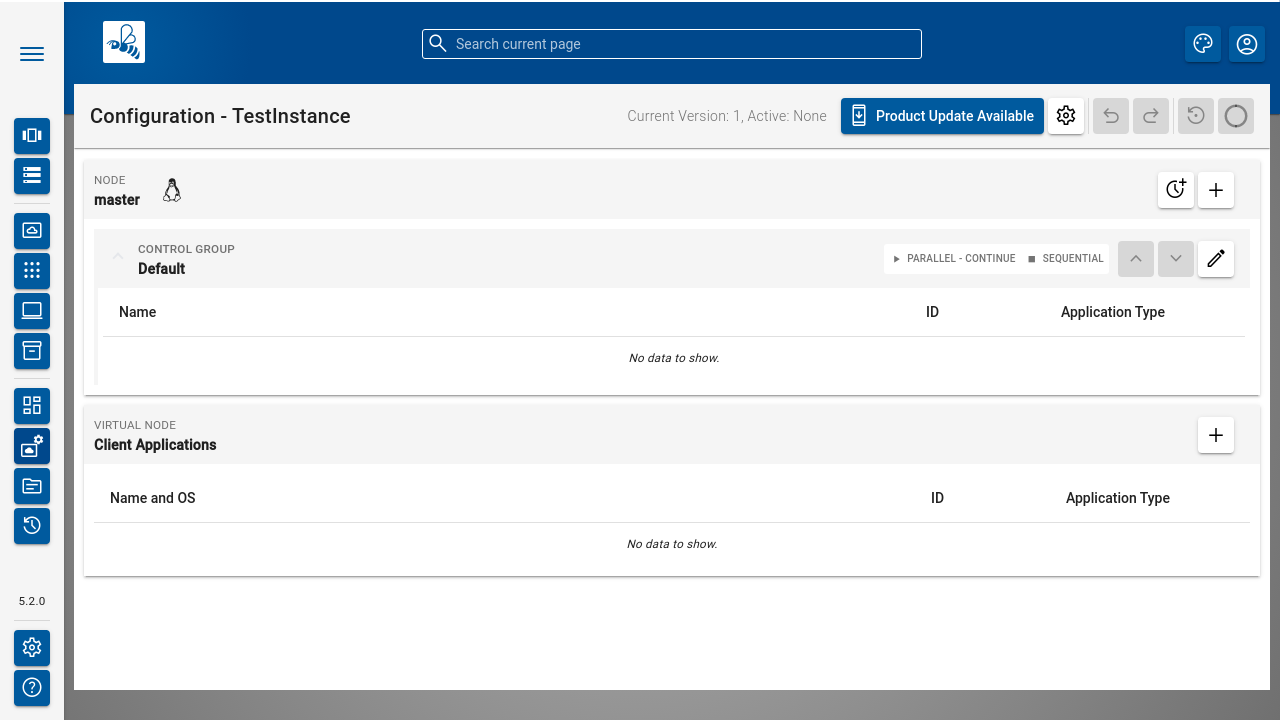 Search current page
Configuration - TestInstance
Current Version: 1, Active: None
Product Update Available
NODE
master
CONTROL GROUP
Default
PARALLEL - CONTINUE
SEQUENTIAL
Name
ID
Application Type
No data to show.
VIRTUAL NODE
Client Applications
Name and OS
ID
Application Type
No data to show.
5.2.0